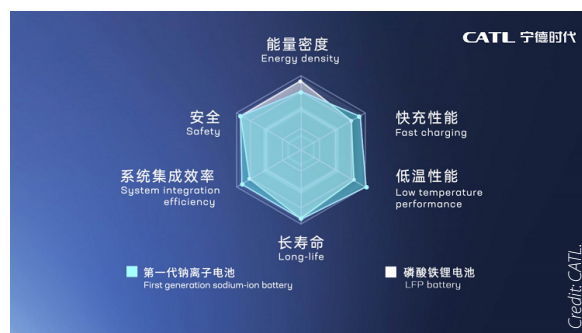 CATL 宁德时代
能量密度
Energy density
安全
Safety
快充性能
Fast charging
系统集成效率
System integration
efficiency
低温性能
Low temperature
performance
长寿命
Long-life
第一代钠离子电池
First generation sodium-ion battery
磷酸铁锂电池
LFP battery
Credit: CATL.